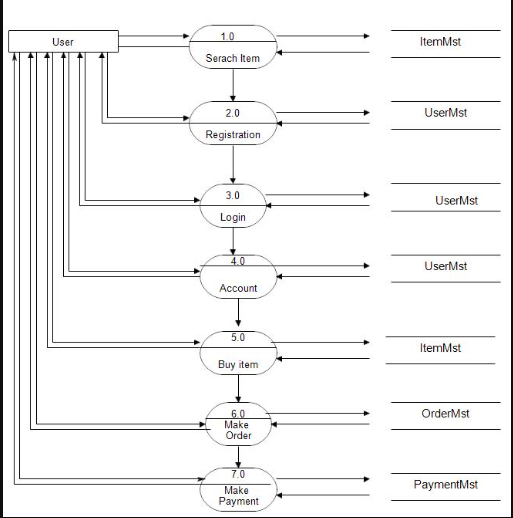 User
1.0
Serach Item
ItemMst
2.0
Registration
UserMst
3.0
Login
UserMst
4.0
Account
UserMst
5.0
Buy item
ItemMst
6.0
Make
Order
OrderMst
7.0
Make
Payment
PaymentMst